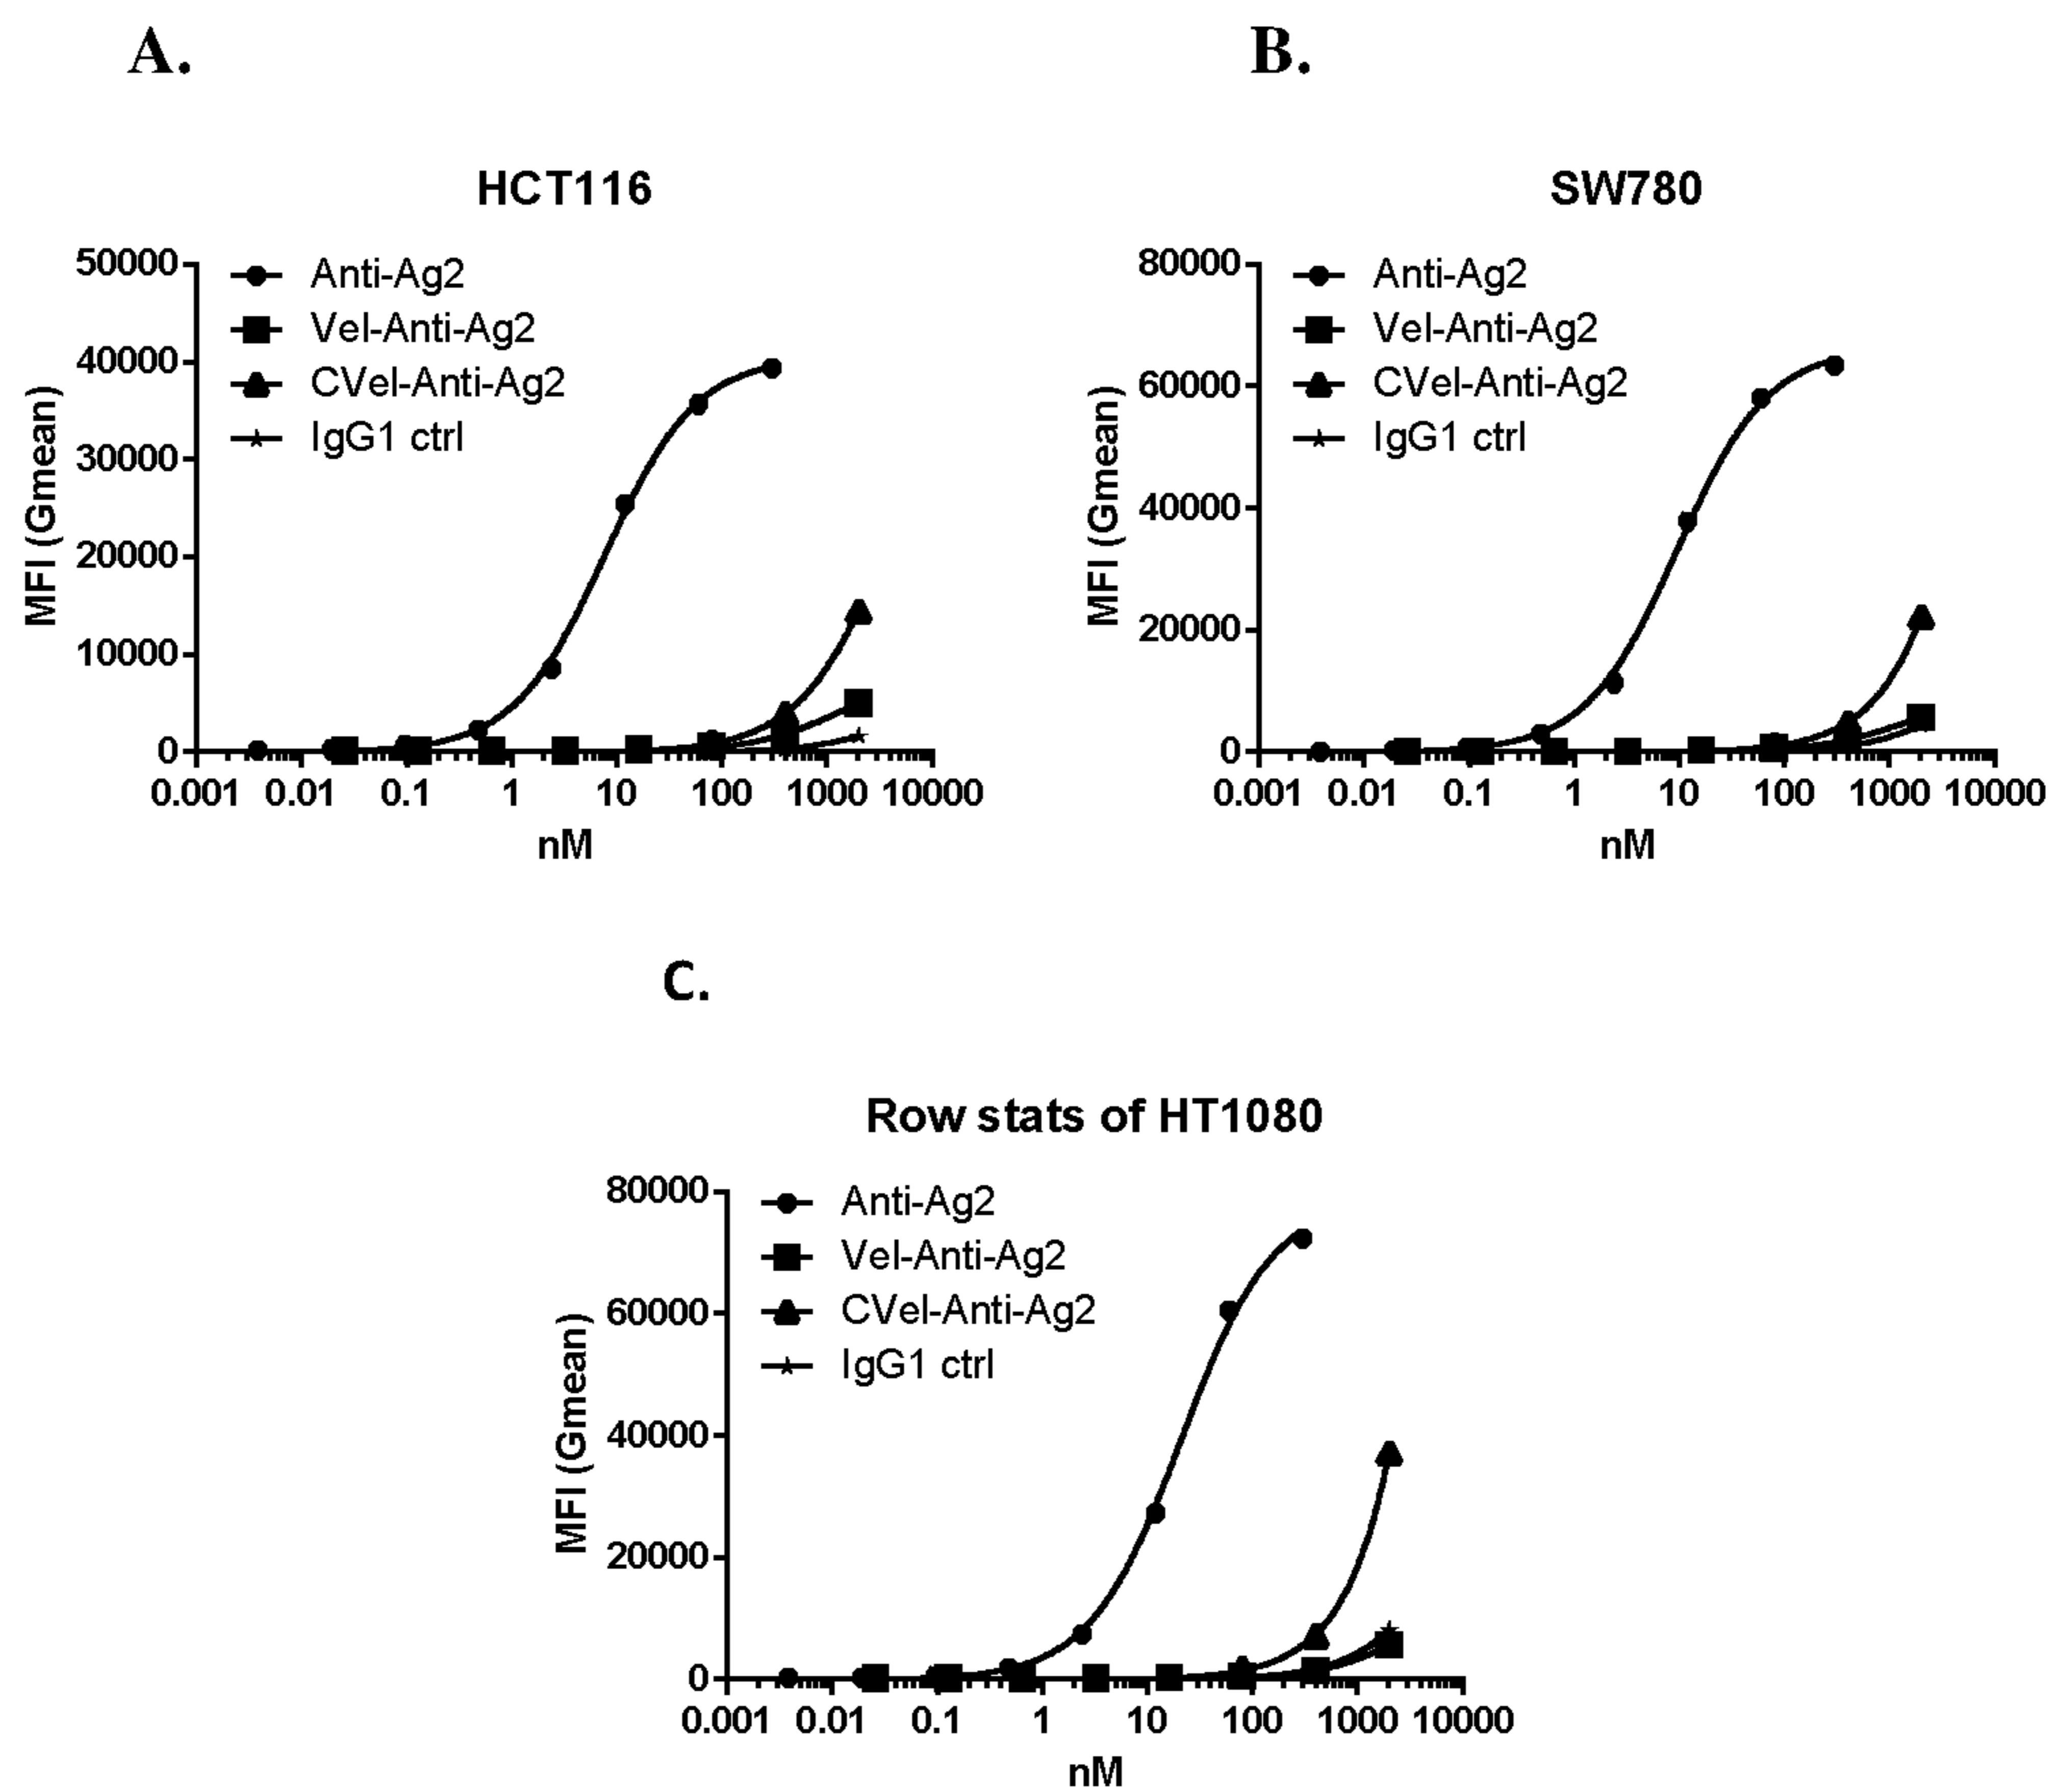 A.
HCT116
50000
40000
30000
20000
10000
0
MFI (Gmean)
Anti-Ag2
Vel-Anti-Ag2
CVel-Anti-Ag2
IgG1 ctrl
0.001 0.01 0.1 1 10 100 1000 10000
nM
B.
SW780
80000
60000
40000
20000
0
MFI (Gmean)
Anti-Ag2
Vel-Anti-Ag2
CVel-Anti-Ag2
IgG1 ctrl
0.001 0.01 0.1 1 10 100 1000 10000
nM
C.
Row stats of HT1080
80000
60000
40000
20000
0
MFI (Gmean)
Anti-Ag2
Vel-Anti-Ag2
CVel-Anti-Ag2
IgG1 ctrl
0.001 0.01 0.1 1 10 100 1000 10000
nM